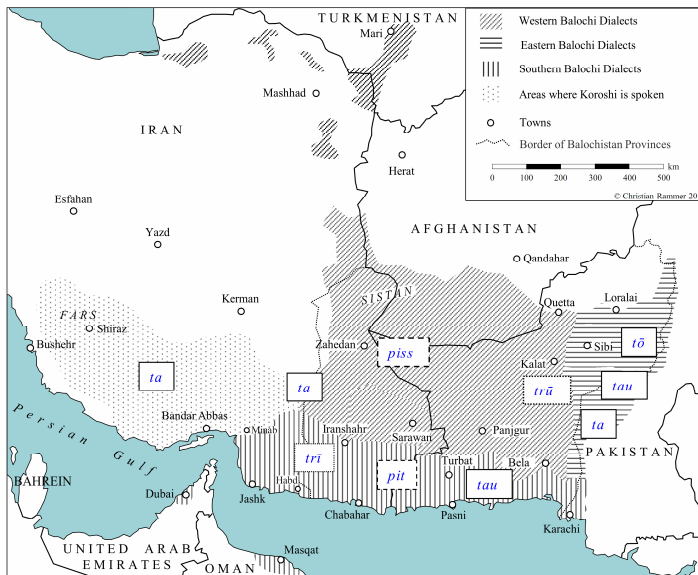 TURKMENISTAN
Mari
Mashhad
IRAN
Herat
Esfahan
Yazd
AFGHANISTAN
Qandahar
Kerman
SISTAN
FARS
Shiraz
Bushehr
Zahedan
piss
Quetta
Loralai
Sibi
tō
Kalat
trū
tau
ta
ta
ta
PAKISTAN
Bandar Abbas
Minab
Iranshahr
Sarawan
Panjgur
trī
pit
Turbat
Bela
tau
Habd
Jashk
Chabahar
Pasni
Karachi
Persian Gulf
BAHREIN
Dubai
UNITED ARAB
EMIRATES
OMAN
Masqat
Western Balochi Dialects
Eastern Balochi Dialects
Southern Balochi Dialects
Areas where Koroshi is spoken
Towns
Border of Balochistan Provinces
km
0 100 200 300 400 500
© Christian Rammer 20